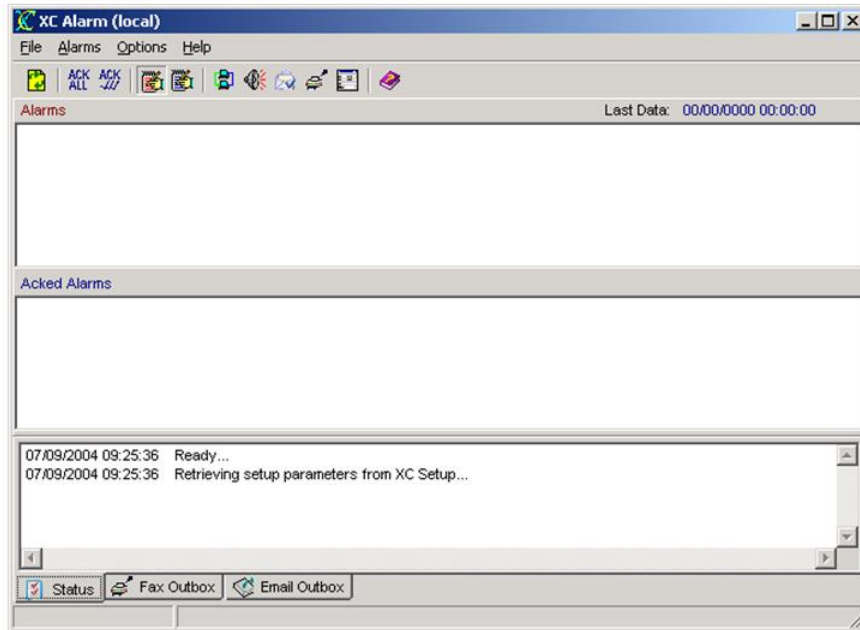 XC Alarm (local)
File Alarms Options Help
ACK ALL ACK
Alarms Last Data: 00/00/0000 00:00:00
Acked Alarms
07/09/2004 09:25:36 Ready...
07/09/2004 09:25:36 Retrieving setup parameters from XC Setup...
Status Fax Outbox Email Outbox